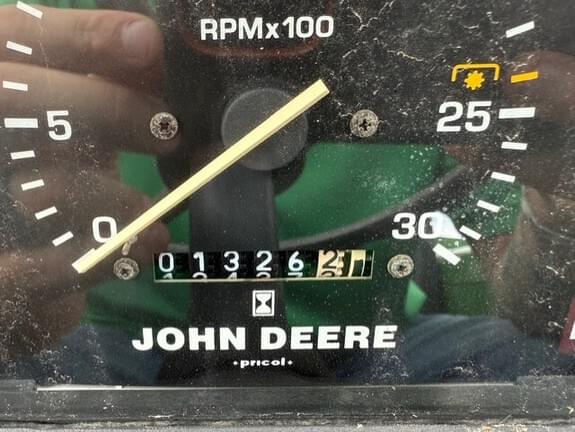 RPMx100
5
25
0
30
013262
JOHN DEERE
•pricol•